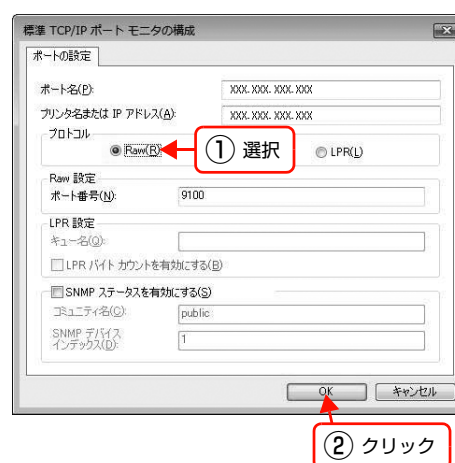 標準 TCP/IP ポート モニタの構成
ポートの設定
ポート名(P):
XXX. XXX. XXX. XXX
プリンタ名または IP アドレス(A):
XXX. XXX. XXX. XXX
プロトコル
Raw(R)
① 選択
LPR(L)
Raw 設定
ポート番号(N):
9100
LPR 設定
キュー名(Q):
LPR バイト カウントを有効にする(B)
SNMP ステータスを有効にする(S)
コミュニティ名(C):
public
SNMP デバイス
インデックス(D):
1
OK
キャンセル
② クリック